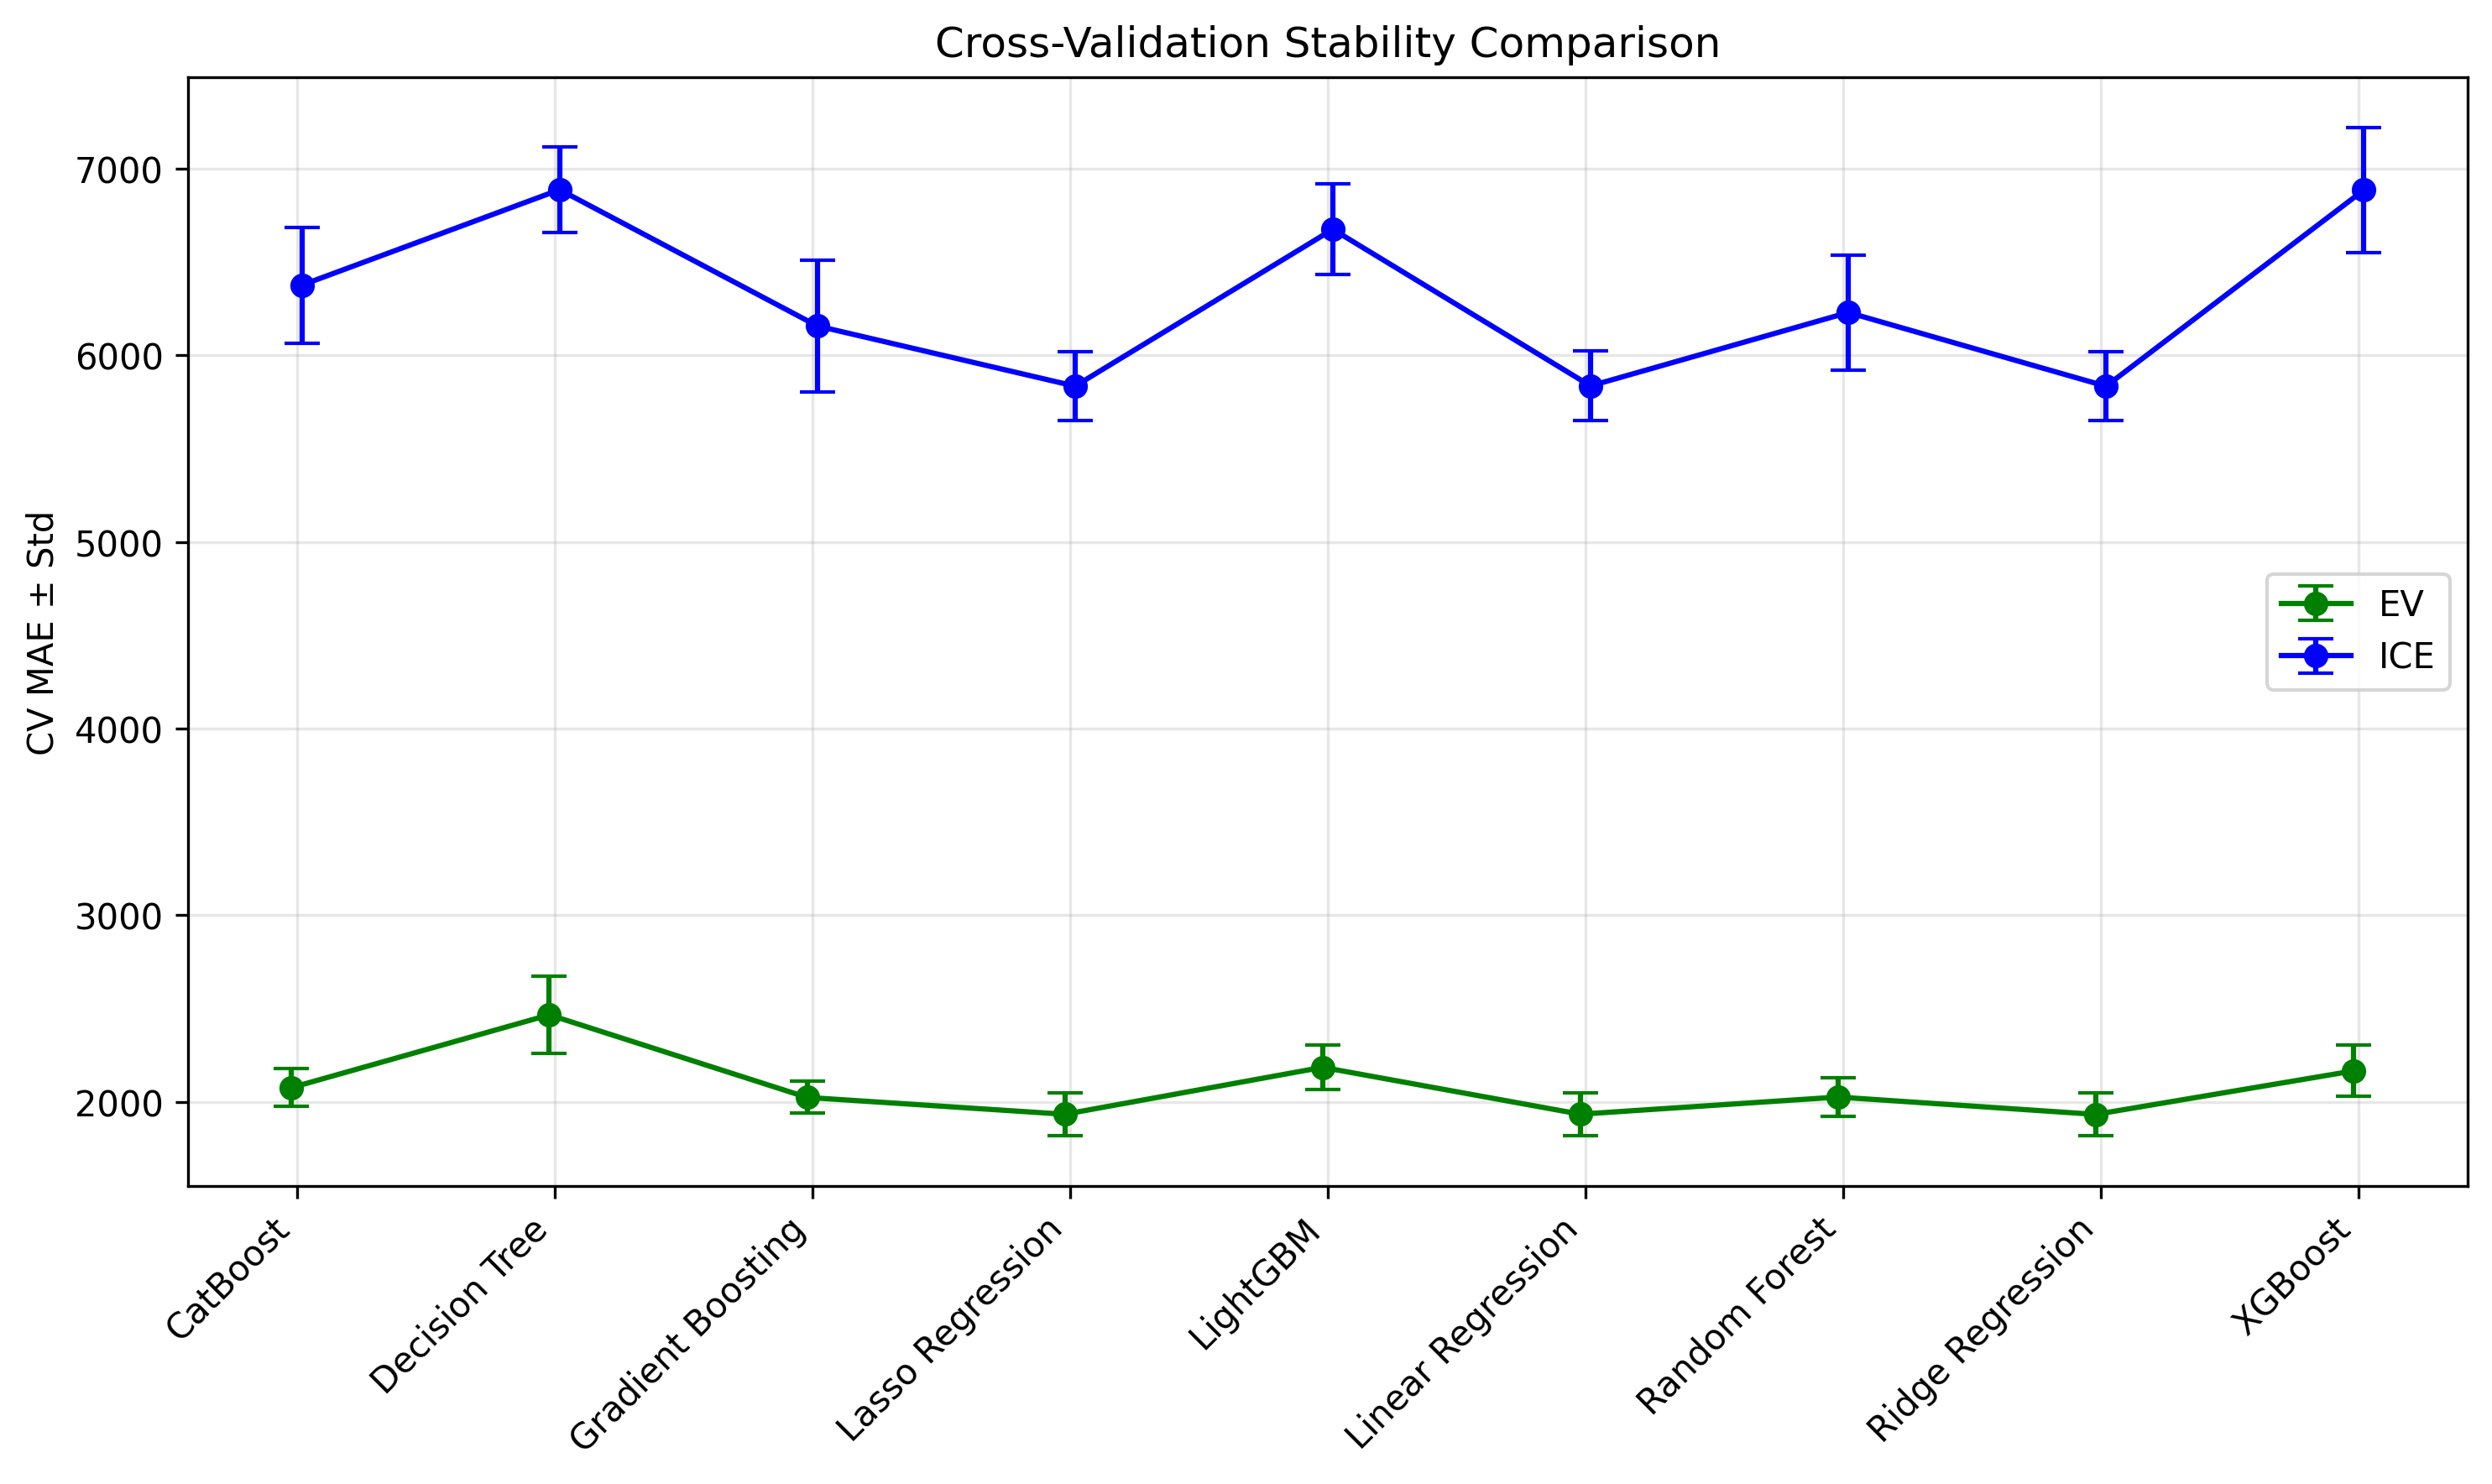 Cross-Validation Stability Comparison
CV MAE ± Std
7000
6000
5000
4000
3000
2000
EV
ICE
CatBoost
Decision Tree
Gradient Boosting
Lasso Regression
LightGBM
Linear Regression
Random Forest
Ridge Regression
XGBoost